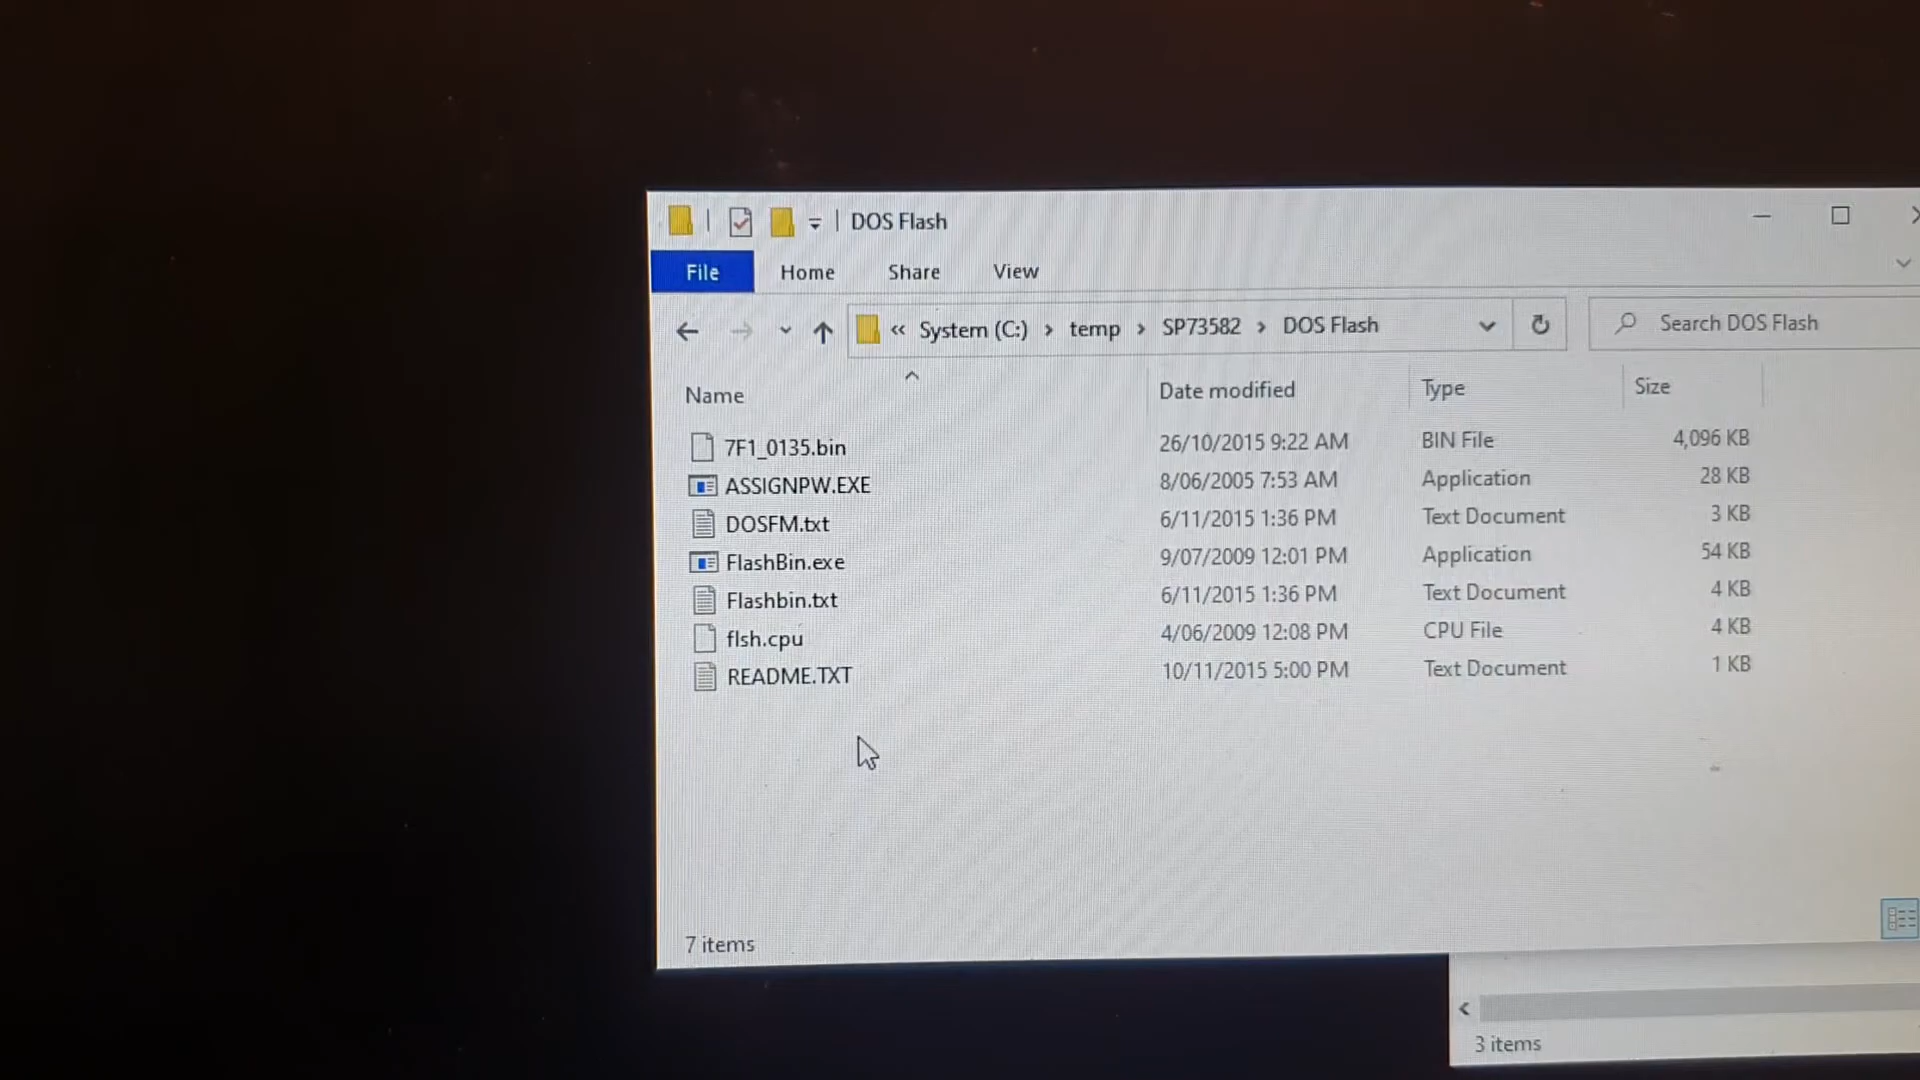 DOS Flash
File Home Share View
« System (C:) › temp › SP73582 › DOS Flash Search DOS Flash
Name Date modified Type Size
7F1_0135.bin 26/10/2015 9:22 AM BIN File 4,096 KB
ASSIGNPW.EXE 8/06/2005 7:53 AM Application 28 KB
DOSFM.txt 6/11/2015 1:36 PM Text Document 3 KB
FlashBin.exe 9/07/2009 12:01 PM Application 54 KB
Flashbin.txt 6/11/2015 1:36 PM Text Document 4 KB
flsh.cpu 4/06/2009 12:08 PM CPU File 4 KB
README.TXT 10/11/2015 5:00 PM Text Document 1 KB
7 items
3 items